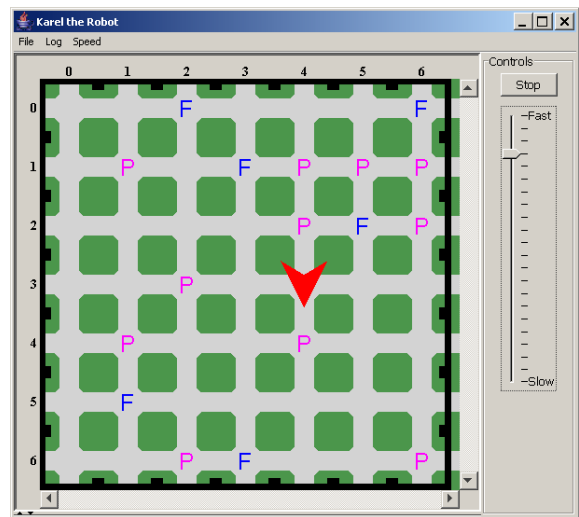 Karel the Robot
File Log Speed
Controls
Stop
Fast
Slow
0 1 2 3 4 5 6
0 F F
1 P F P P P
2 P F P
3 P
4 P P
5 F
6 P F P